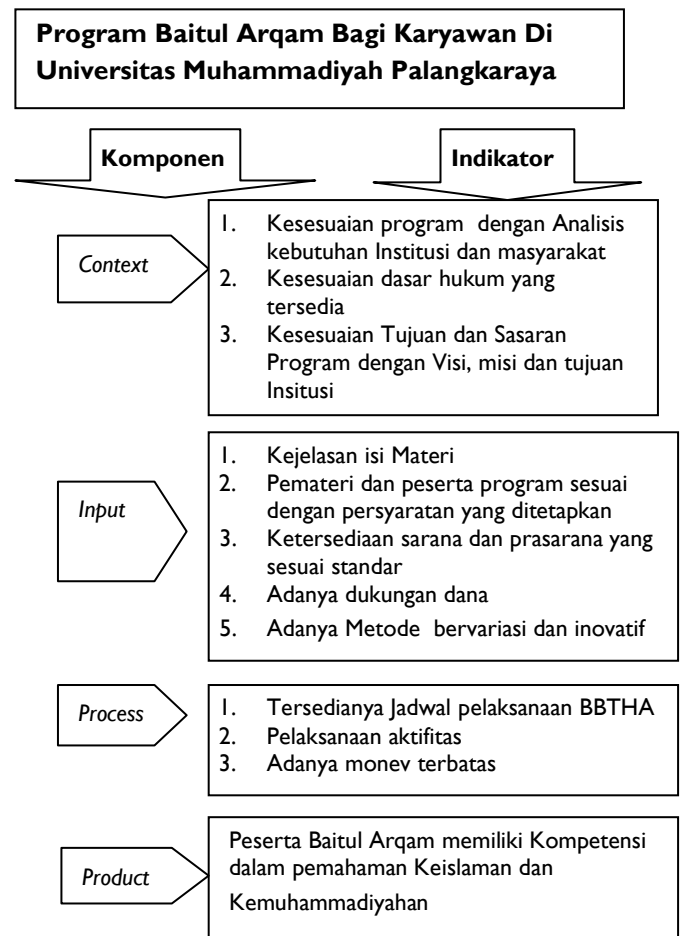 Program Baitul Arqam Bagi Karyawan Di
Universitas Muhammadiyah Palangkaraya
Komponen
Indikator
Context
1. Kesesuaian program dengan Analisis
kebutuhan Institusi dan masyarakat
2. Kesesuaian dasar hukum yang
tersedia
3. Kesesuaian Tujuan dan Sasaran
Program dengan Visi, misi dan tujuan
Insitusi
Input
1. Kejelasan isi Materi
2. Pemateri dan peserta program sesuai
dengan persyaratan yang ditetapkan
3. Ketersediaan sarana dan prasarana yang
sesuai standar
4. Adanya dukungan dana
5. Adanya Metode bervariasi dan inovatif
Process
1. Tersedianya Jadwal pelaksanaan BBTHA
2. Pelaksanaan aktifitas
3. Adanya monev terbatas
Product
Peserta Baitul Arqam memiliki Kompetensi
dalam pemahaman Keislaman dan
Kemuhammadiyahan